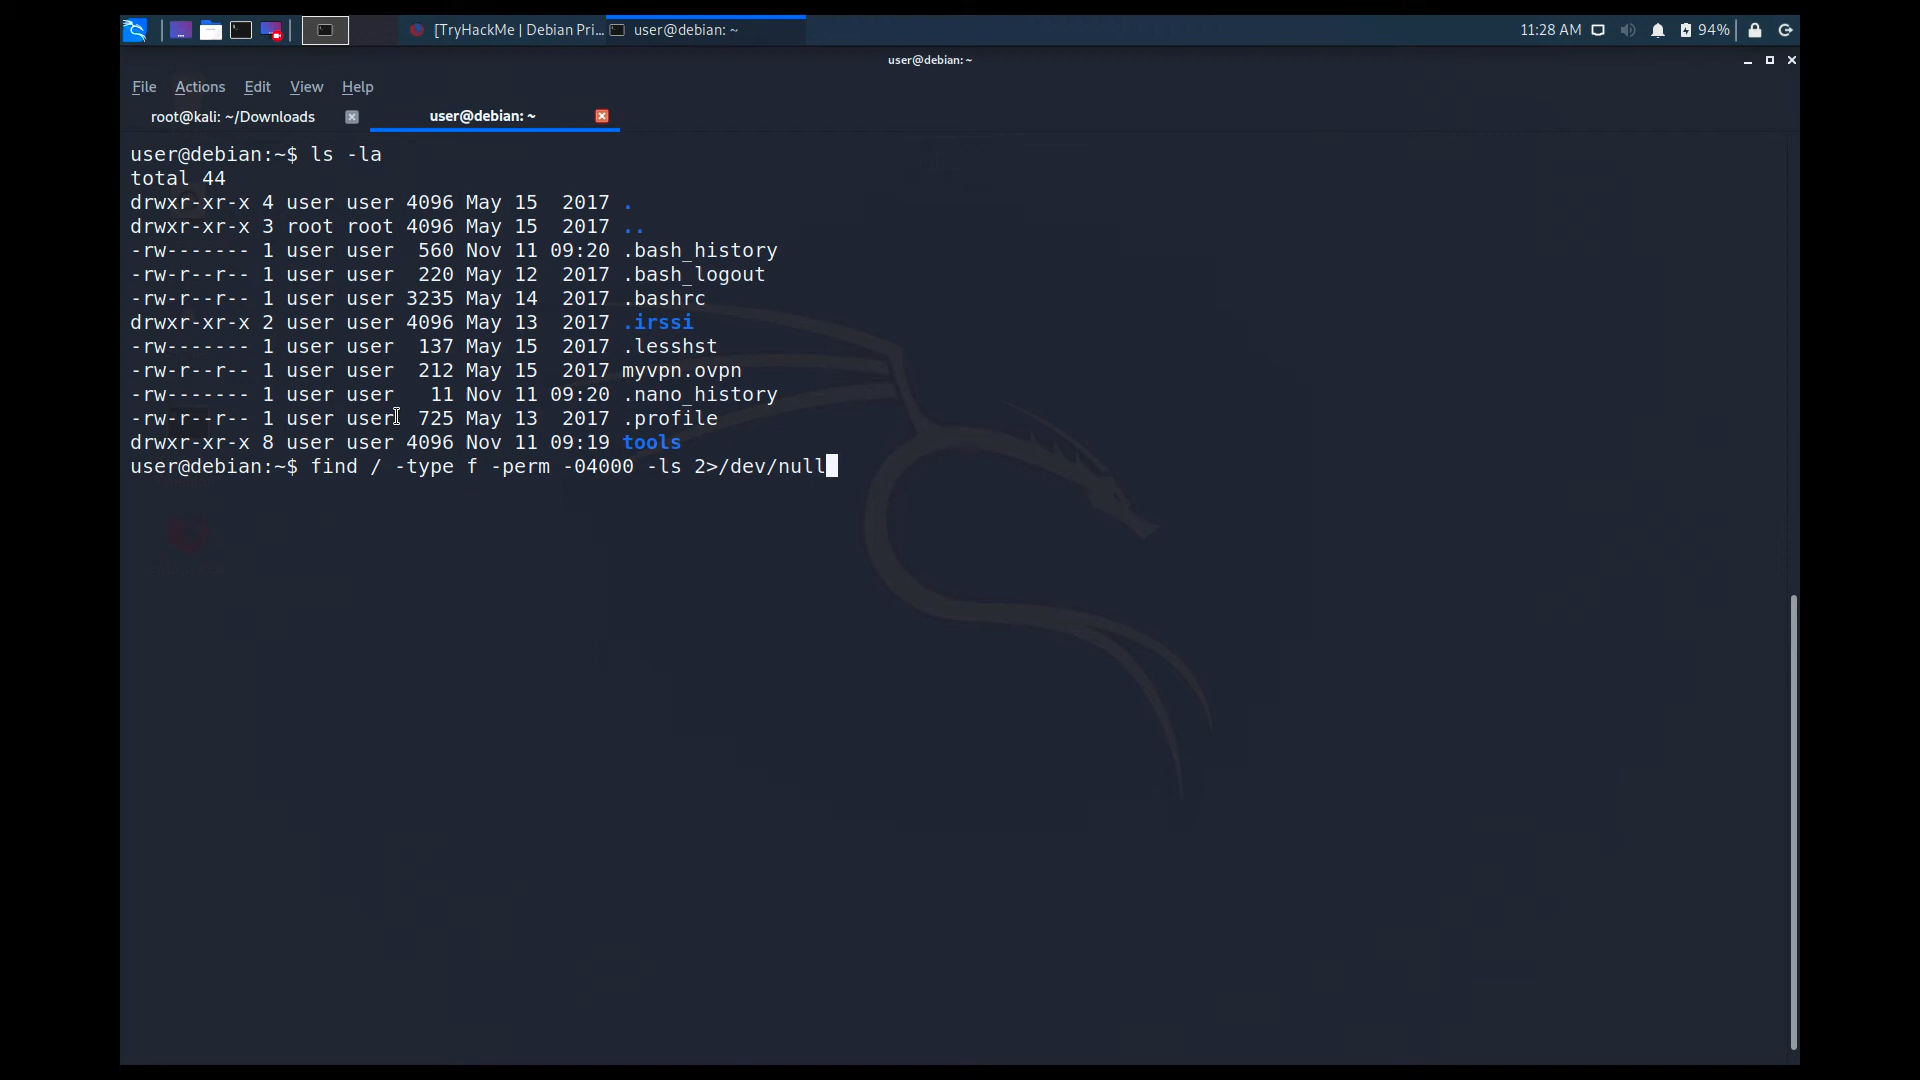 [TryHackMe | Debian Pri... user@debian: ~ 11:28 AM 94%
user@debian: ~
File Actions Edit View Help
root@kali: ~/Downloads user@debian: ~
user@debian:~$ ls -la
total 44
drwxr-xr-x 4 user user 4096 May 15  2017 .
drwxr-xr-x 3 root root 4096 May 15  2017 ..
-rw------- 1 user user  560 Nov 11 09:20 .bash_history
-rw-r--r-- 1 user user  220 May 12  2017 .bash_logout
-rw-r--r-- 1 user user 3235 May 14  2017 .bashrc
drwxr-xr-x 2 user user 4096 May 13  2017 .irssi
-rw------- 1 user user  137 May 15  2017 .lesshst
-rw-r--r-- 1 user user  212 May 15  2017 myvpn.ovpn
-rw------- 1 user user   11 Nov 11 09:20 .nano_history
-rw-r--r-- 1 user user  725 May 13  2017 .profile
drwxr-xr-x 8 user user 4096 Nov 11 09:19 tools
user@debian:~$ find / -type f -perm -04000 -ls 2>/dev/null